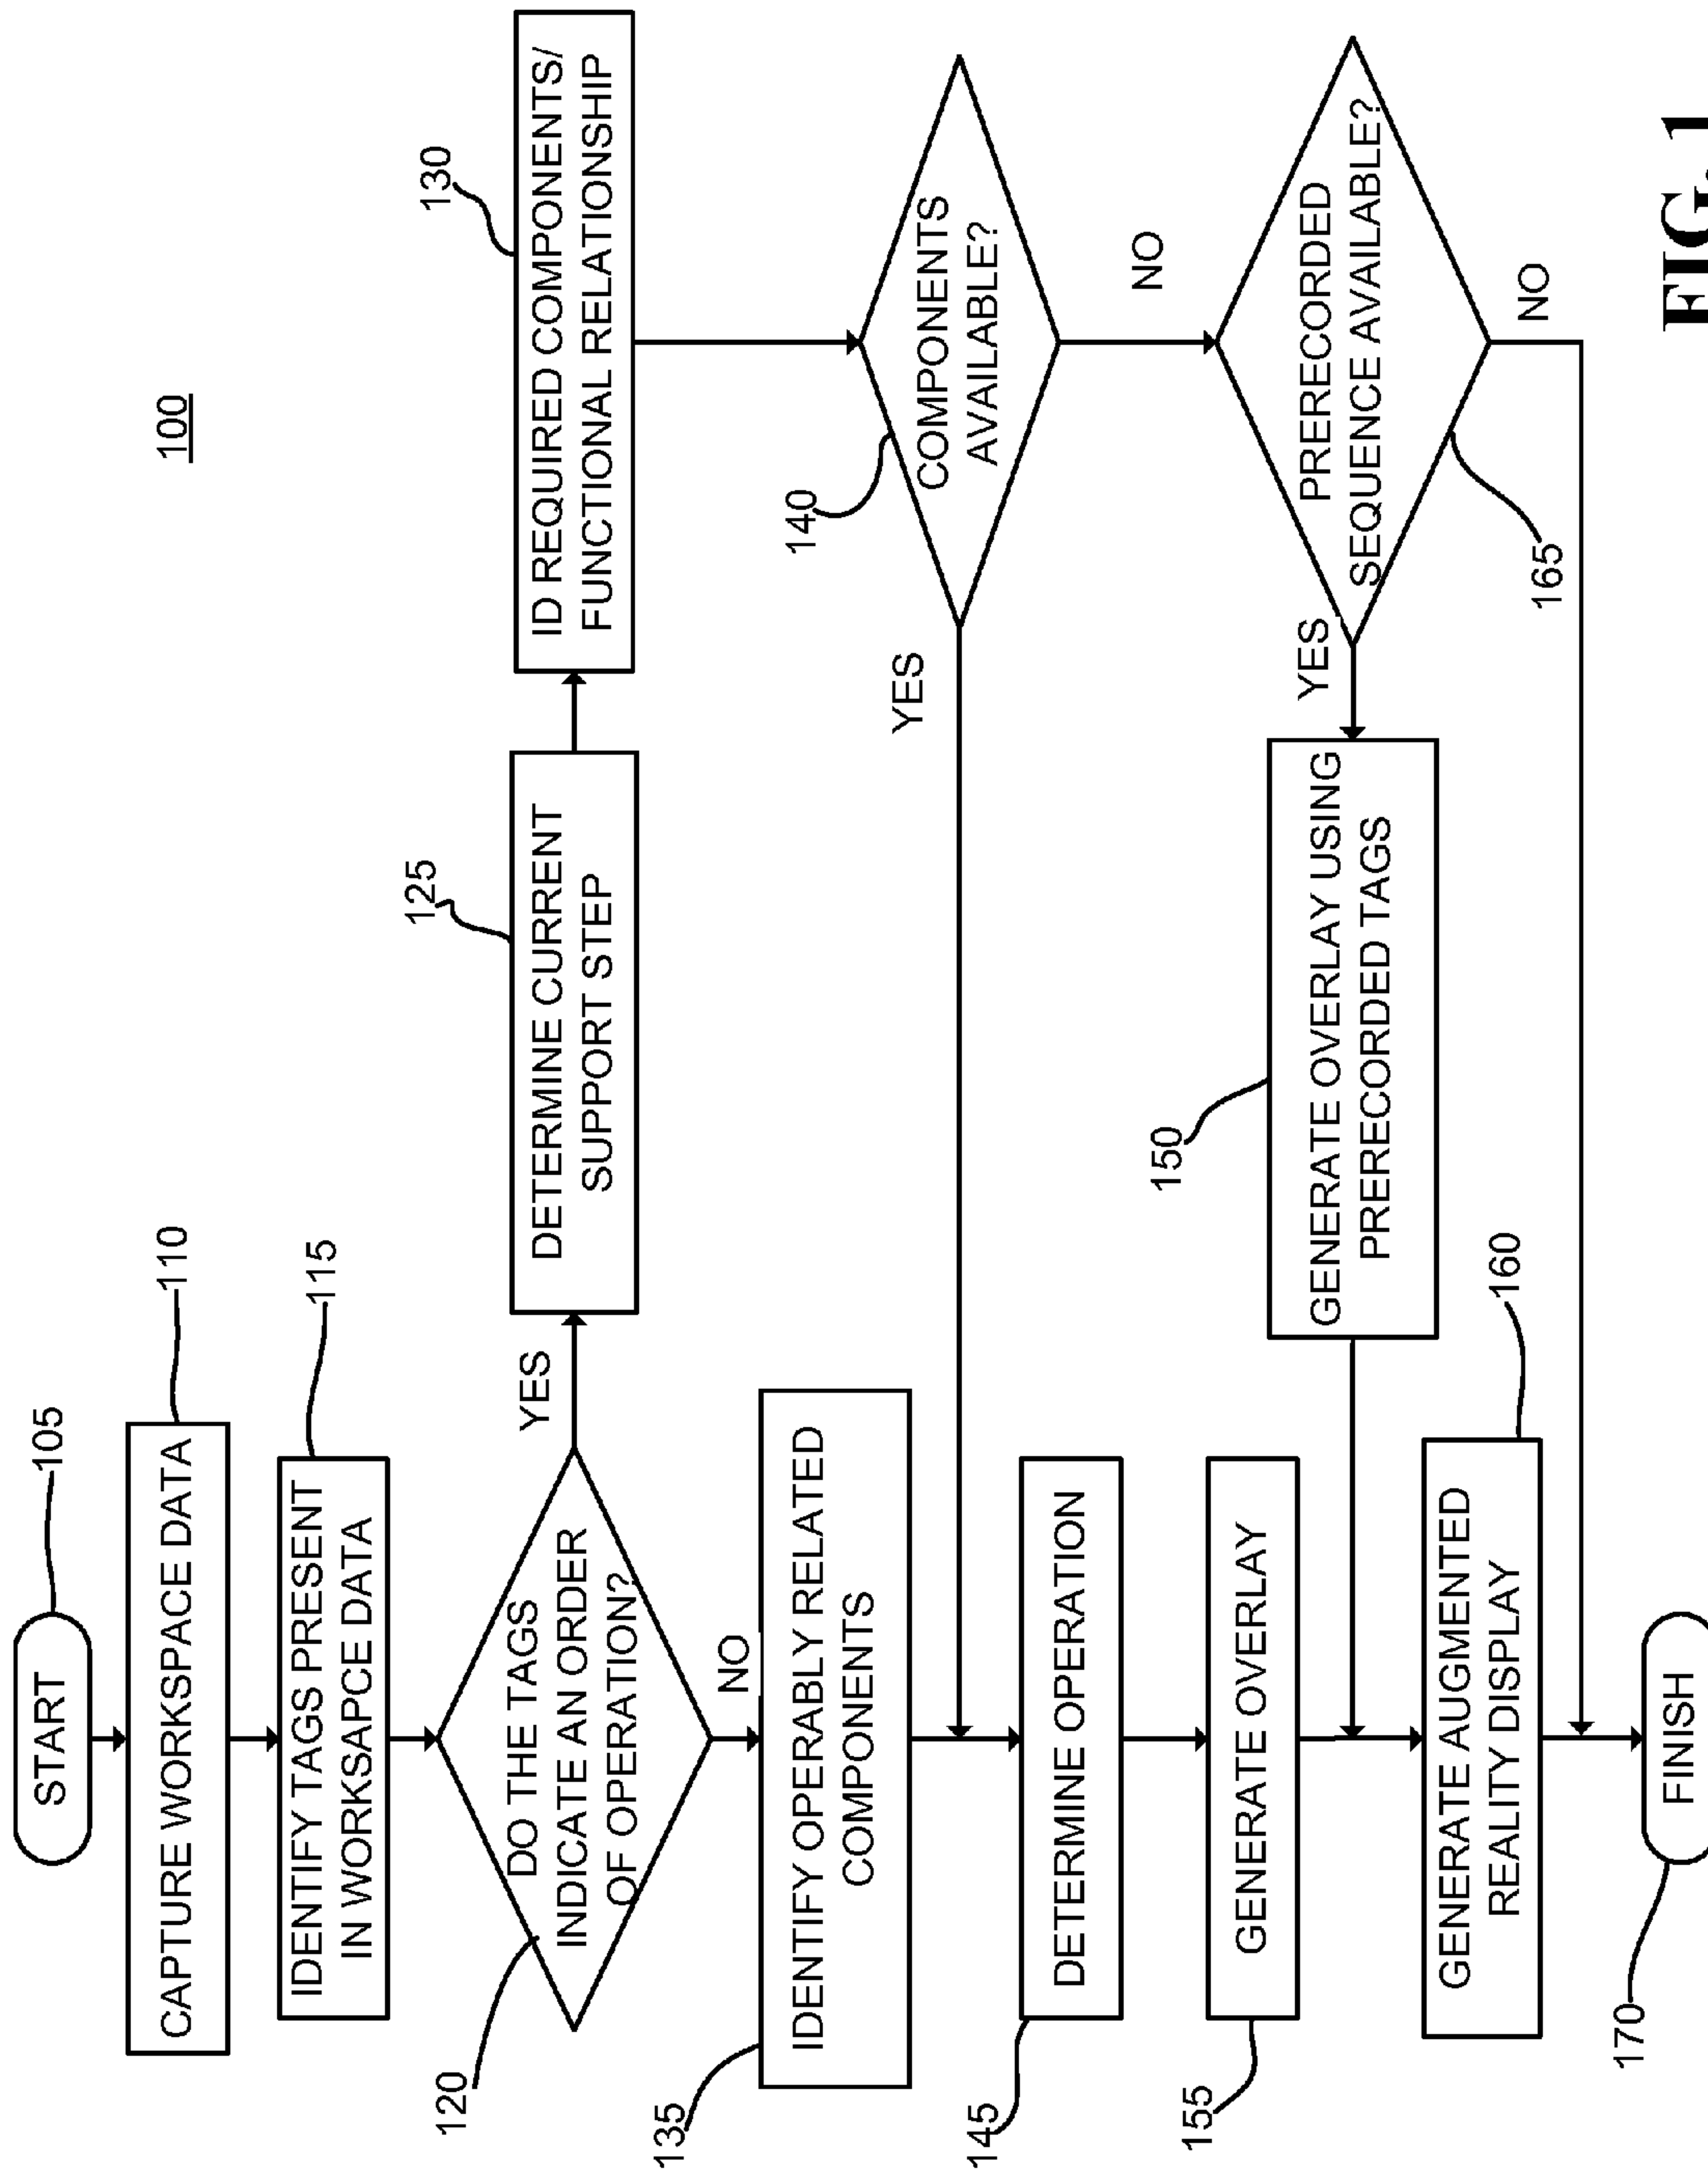 100
START
105
CAPTURE WORKSPACE DATA
110
IDENTIFY TAGS PRESENT
IN WORKSAPCE DATA
115
DO THE TAGS
INDICATE AN ORDER
OF OPERATION?
120
YES
NO
DETERMINE CURRENT
SUPPORT STEP
125
ID REQUIRED COMPONENTS/
FUNCTIONAL RELATIONSHIP
130
IDENTIFY OPERABLY RELATED
COMPONENTS
135
COMPONENTS
AVAILABLE?
140
YES
NO
DETERMINE OPERATION
145
GENERATE OVERLAY
155
GENERATE OVERLAY USING
PRERECORDED TAGS
150
YES
PRERECORDED
SEQUENCE AVAILABLE?
165
NO
GENERATE AUGMENTED
REALITY DISPLAY
160
FINISH
170
FIG. 1